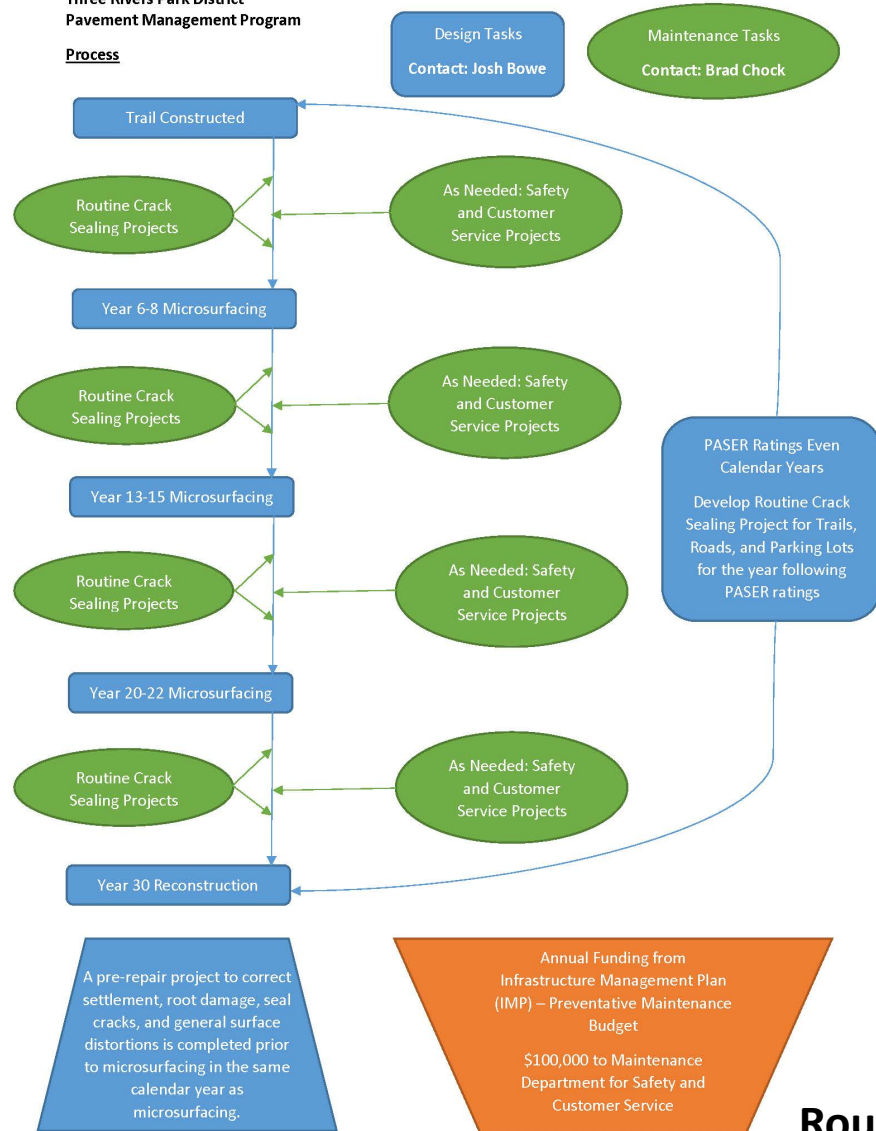 Three Rivers Park District
Pavement Management Program
Process
Design Tasks
Contact: Josh Bowe
Maintenance Tasks
Contact: Brad Chock
Trail Constructed
Routine Crack
Sealing Projects
As Needed: Safety
and Customer
Service Projects
Year 6-8 Microsurfacing
Routine Crack
Sealing Projects
As Needed: Safety
and Customer
Service Projects
PASER Ratings Even
Calendar Years
Develop Routine Crack
Sealing Project for Trails,
Roads, and Parking Lots
for the year following
PASER ratings
Year 13-15 Microsurfacing
Routine Crack
Sealing Projects
As Needed: Safety
and Customer
Service Projects
Year 20-22 Microsurfacing
Routine Crack
Sealing Projects
As Needed: Safety
and Customer
Service Projects
Year 30 Reconstruction
A pre-repair project to correct
settlement, root damage, seal
cracks, and general surface
distortions is completed prior
to microsurfacing in the same
calendar year as
microsurfacing.
Annual Funding from
Infrastructure Management Plan
(IMP) – Preventative Maintenance
Budget
$100,000 to Maintenance
Department for Safety and
Customer Service
Rou